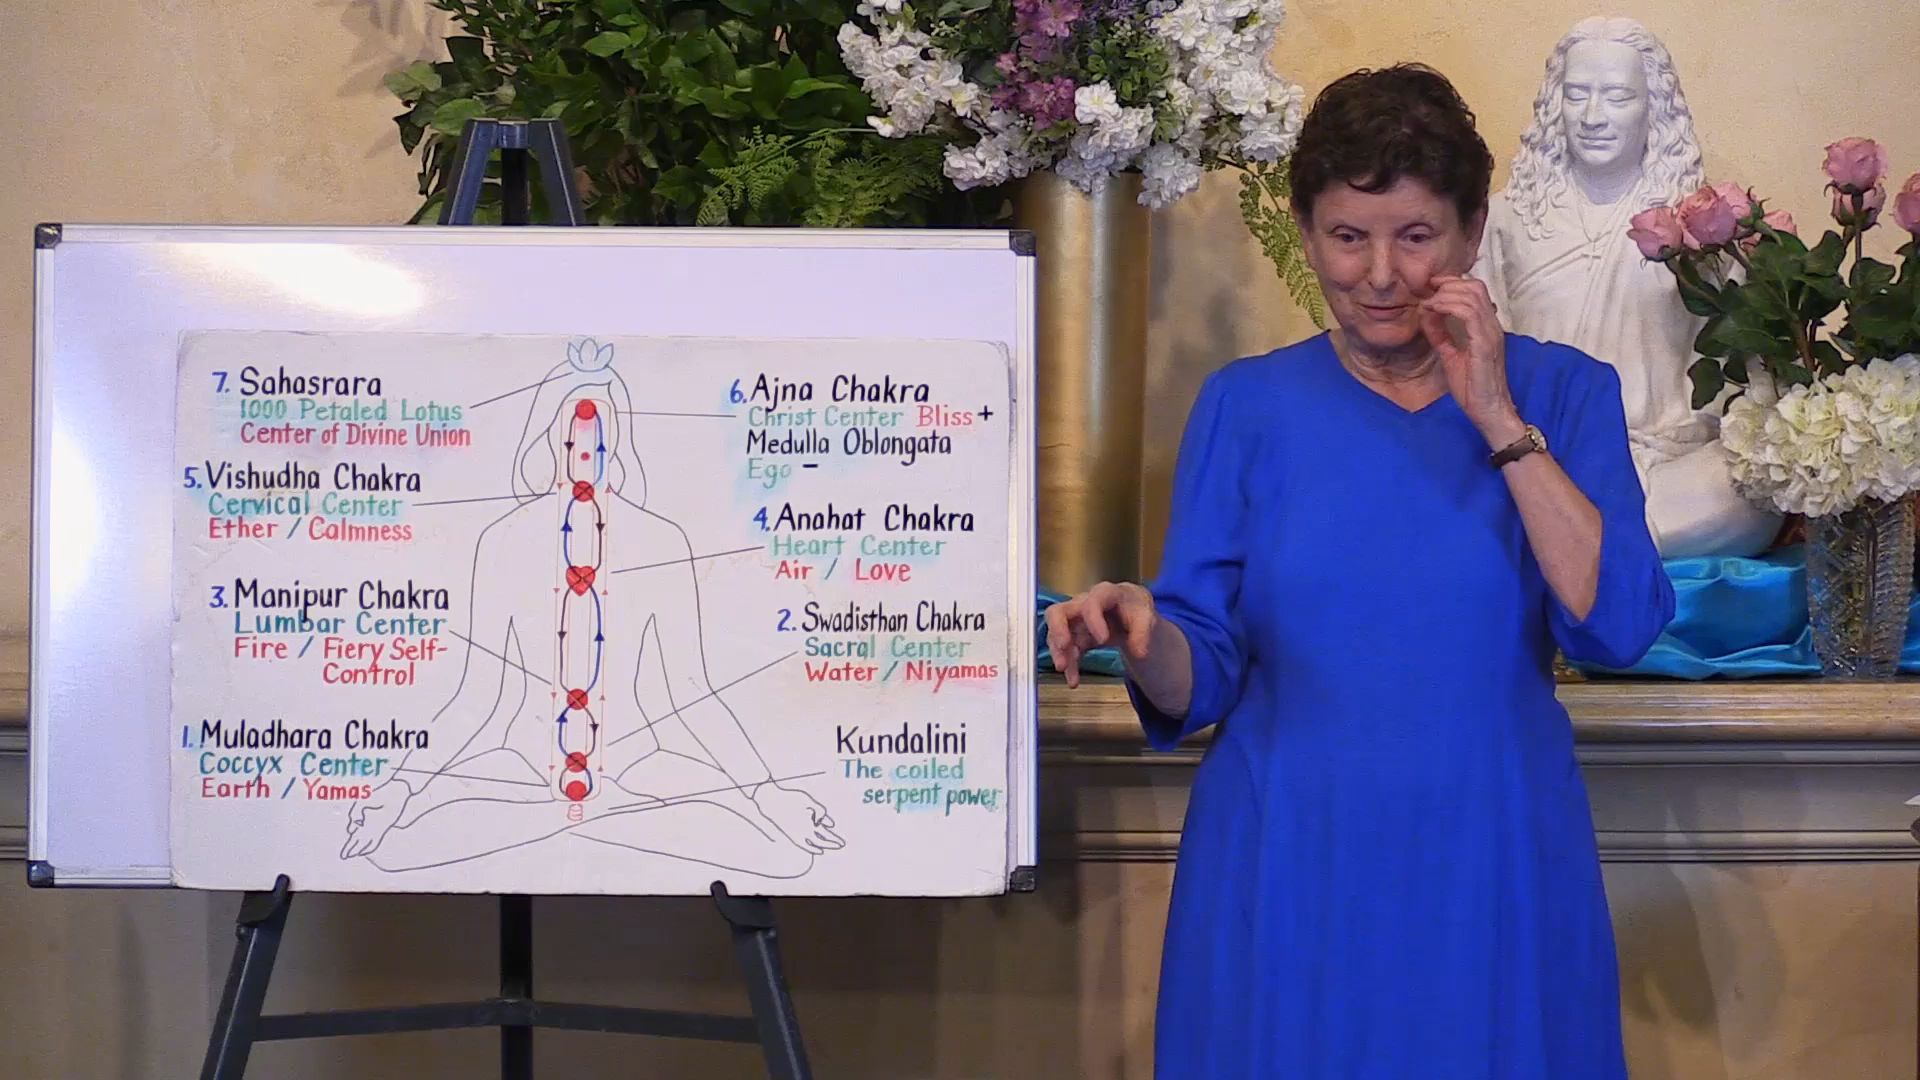 7. Sahasrara
1000 Petaled Lotus
Center of Divine Union
6. Ajna Chakra
Christ Center Bliss +
Medulla Oblongata
Ego -
5. Vishudha Chakra
Cervical Center
Ether / Calmness
4. Anahat Chakra
Heart Center
Air / Love
3. Manipur Chakra
Lumbar Center
Fire / Fiery Self-
Control
2. Swadisthan Chakra
Sacral Center
Water / Niyamas
1. Muladhara Chakra
Coccyx Center
Earth / Yamas
Kundalini
The coiled
serpent power